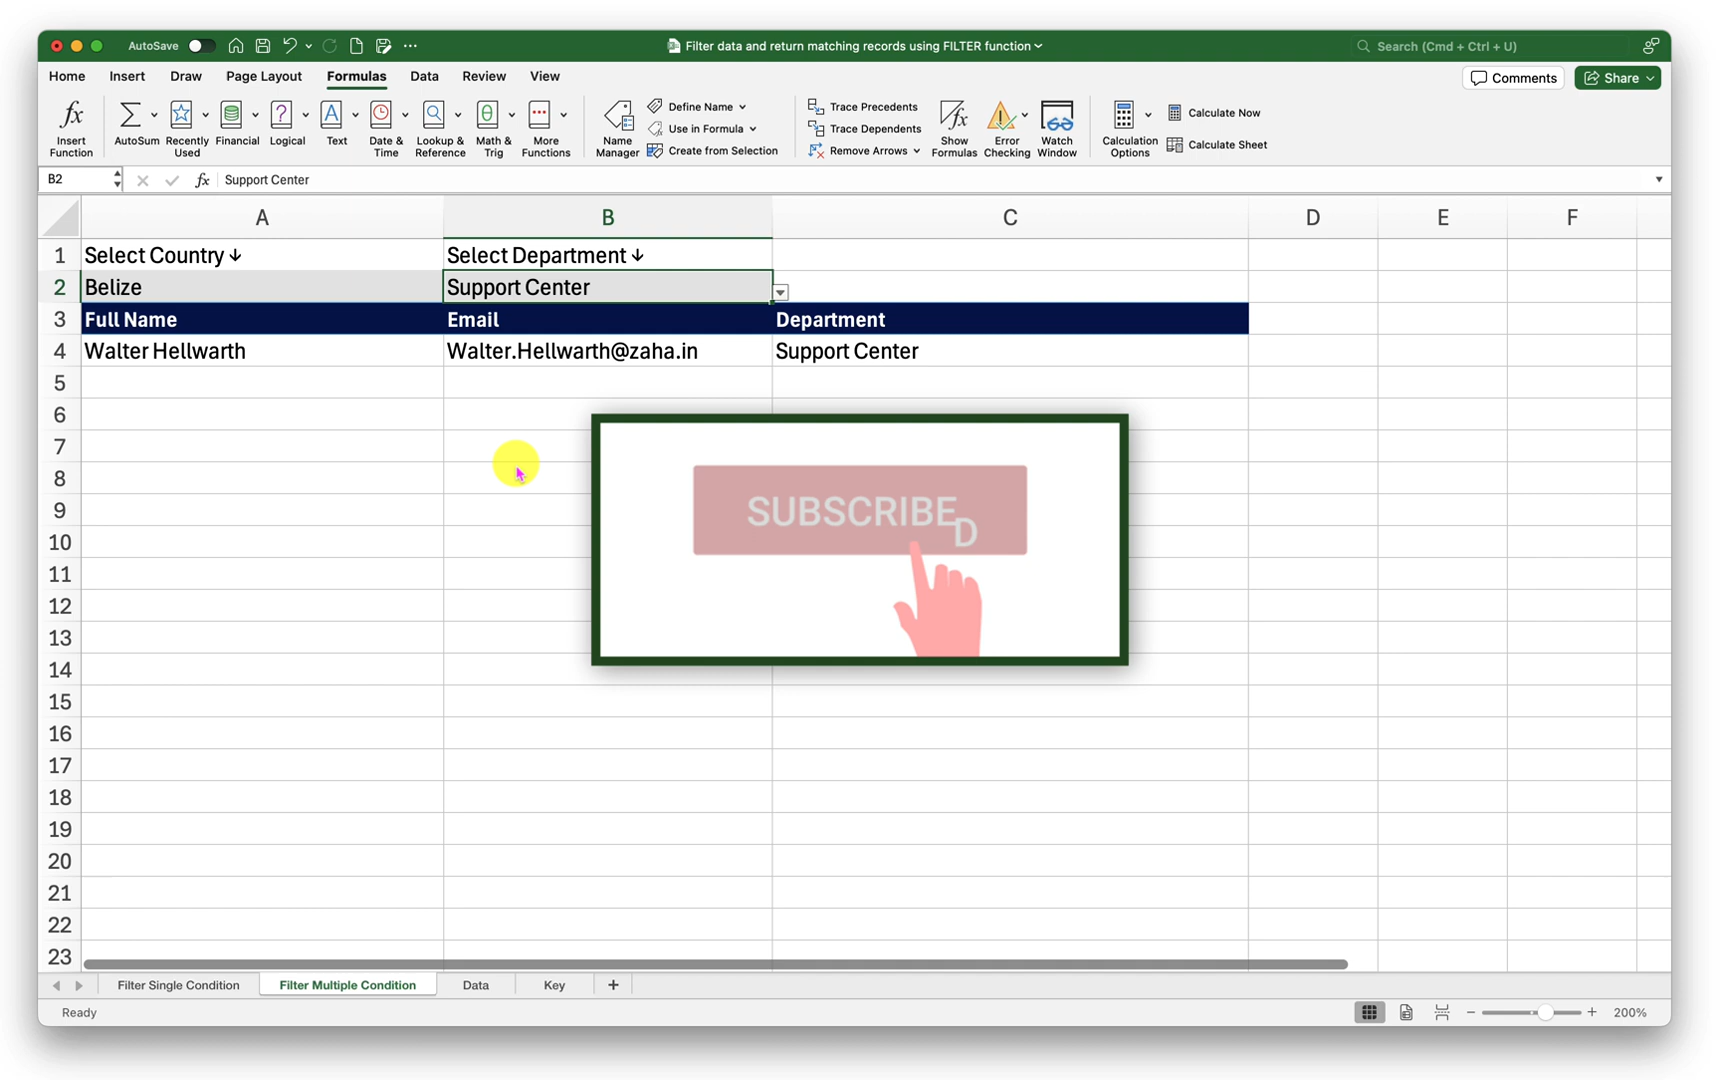 AutoSave
Filter data and return matching records using FILTER function
Search (Cmd + Ctrl + U)
Home Insert Draw Page Layout Formulas Data Review View
Comments Share
Insert Function
AutoSum
Recently Used
Financial
Logical
Text
Date & Time
Lookup & Reference
Math & Trig
More Functions
Name Manager
Define Name
Use in Formula
Create from Selection
Trace Precedents
Trace Dependents
Remove Arrows
Show Formulas
Error Checking
Watch Window
Calculation Options
Calculate Now
Calculate Sheet
B2 fx Support Center
A B C D E F
1 Select Country ↓ Select Department ↓
2 Belize Support Center
3 Full Name Email Department
4 Walter Hellwarth Walter.Hellwarth@zaha.in Support Center
5
6
7
8
9
10
11
12
13
14
15
16
17
18
19
20
21
22
23
SUBSCRIBED
Filter Single Condition Filter Multiple Condition Data Key +
Ready
200%